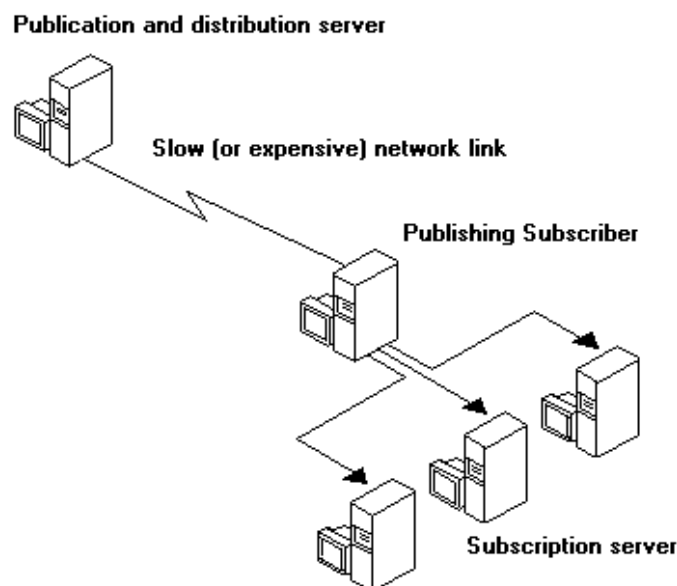 Publication and distribution server
Slow (or expensive) network link
Publishing Subscriber
Subscription server